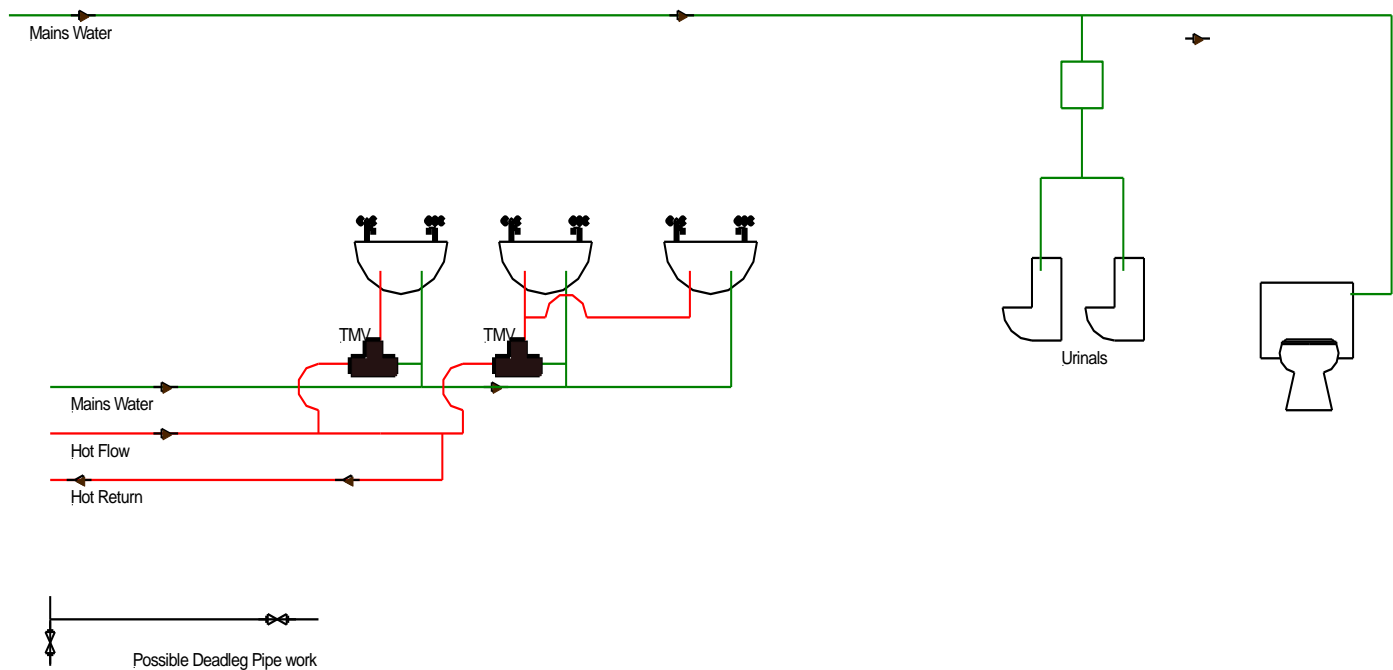 Mains Water
TMV
TMV
Urinals
Mains Water
Hot Flow
Hot Return
Possible Deadleg Pipe work